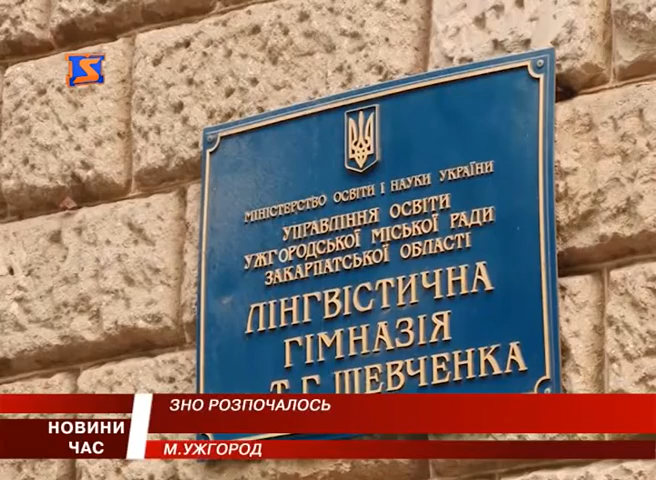 S
МІНІСТЕРСТВО ОСВІТИ І НАУКИ УКРАЇНИ
УПРАВЛІННЯ ОСВІТИ
УЖГОРОДСЬКОЇ МІСЬКОЇ РАДИ
ЗАКАРПАТСЬКОЇ ОБЛАСТІ
ЛІНГВІСТИЧНА
ГІМНАЗІЯ
Т.Г.ШЕВЧЕНКА
ЗНО РОЗПОЧАЛОСЬ
НОВИНИ
ЧАС
М.УЖГОРОД